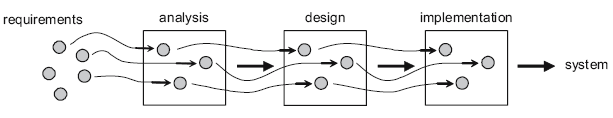 requirements
analysis
design
implementation
system